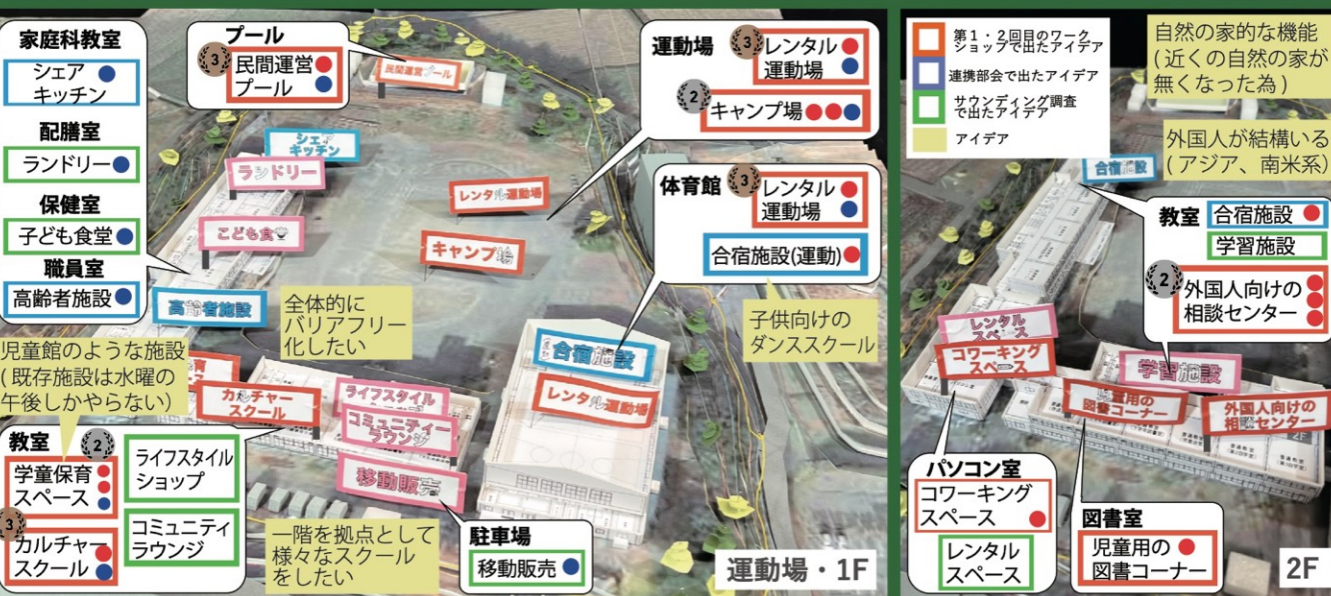 家庭科教室
シェア
キッチン
配膳室
ランドリー
保健室
子ども食堂
職員室
高齢者施設
プール
3
民間運営
プール
民間運営プール
運動場
3
レンタル
運動場
2
キャンプ場
体育館
3
レンタル
運動場
合宿施設(運動)
シェア
キッチン
ランドリー
こども食
高齢者施設
レンタル運動場
キャンプ場
全体的に
バリアフリー
化したい
子供向けの
ダンススクール
合宿施設
レンタル運動場
児童館のような施設
(既存施設は水曜の
午後しかやらない)
カルチャー
スクール
ライフスタイル
コミュニティー
ラウンジ
移動販売
教室
2
学童保育
スペース
3
カルチャー
スクール
ライフスタイル
ショップ
コミュニティ
ラウンジ
一階を拠点として
様々なスクール
をしたい
駐車場
移動販売
運動場・1F
第1・2回目のワーク
ショップで出たアイデア
連携部会で出たアイデア
サウンディング調査
で出たアイデア
アイデア
自然の家的な機能
(近くの自然の家が
無くなった為)
外国人が結構いる
(アジア、南米系)
合宿施設
教室
合宿施設
学習施設
2
外国人向けの
相談センター
レンタル
スペース
コワーキング
スペース
学習施設
児童用の
図書コーナー
外国人向けの
相談センター
パソコン室
コワーキング
スペース
レンタル
スペース
図書室
児童用の
図書コーナー
2F